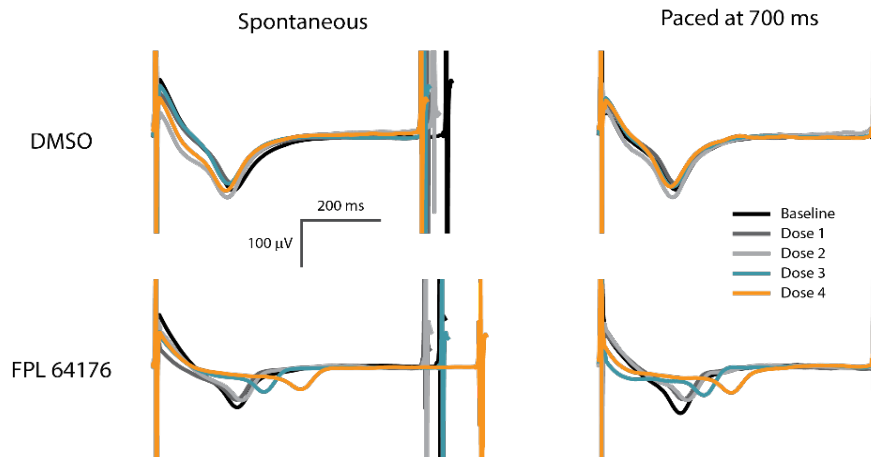 Spontaneous
Paced at 700 ms
DMSO
200 ms
100 μV
Baseline
Dose 1
Dose 2
Dose 3
Dose 4
FPL 64176